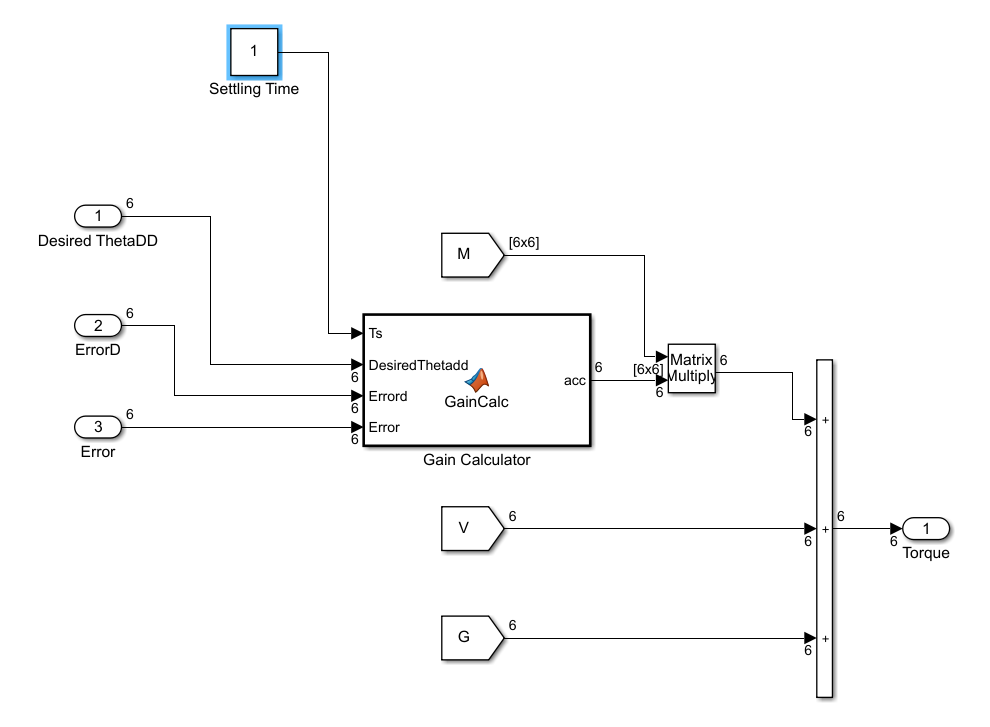 1
Settling Time
6
1
Desired ThetaDD
M
[6x6]
6
2
ErrorD
Ts
DesiredThetadd
6
Errord
6
Error
6
GainCalc
acc
Gain Calculator
6
[6x6]
6
Matrix
Multiply
6
6
3
Error
+
6
V
6
6
+
6
6
1
Torque
G
6
6
+